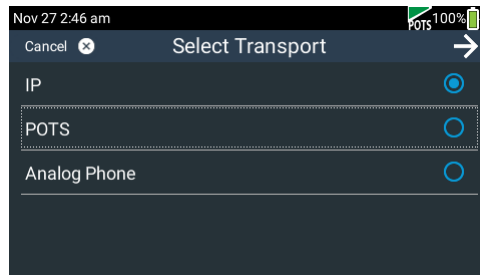 Nov 27 2:46 am POTS 100%
Cancel Select Transport
IP
POTS
Analog Phone